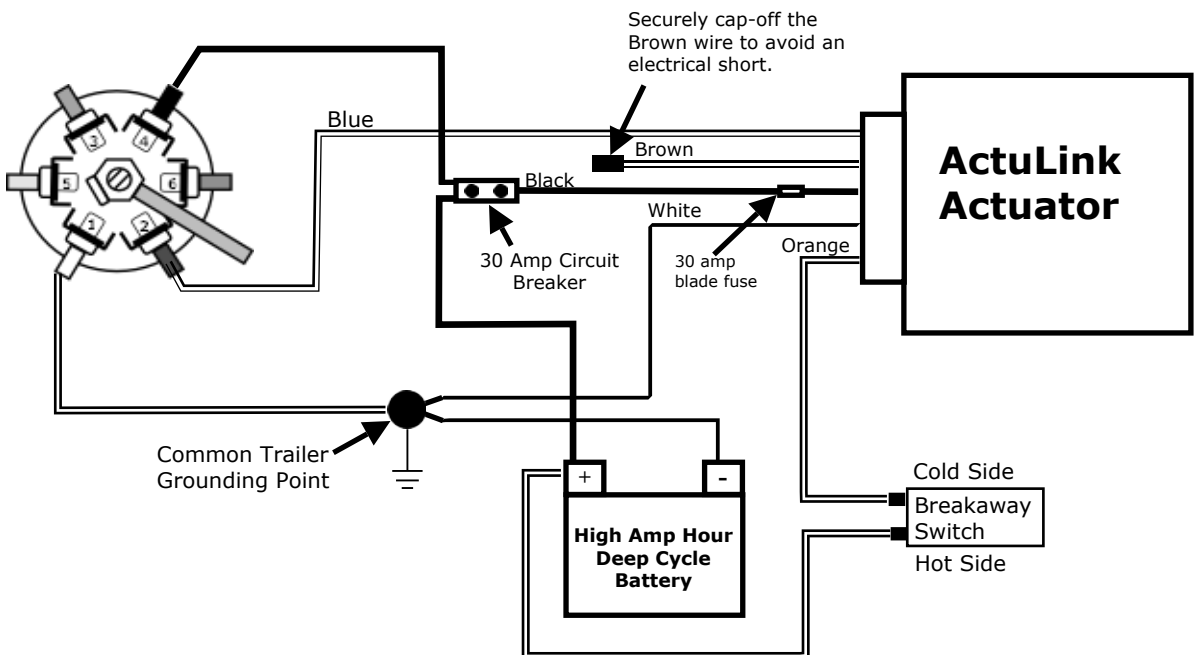 Securely cap-off the
Brown wire to avoid an
electrical short.
3
4
5
6
1
2
Blue
Brown
Black
White
Orange
30 Amp Circuit
Breaker
30 amp
blade fuse
ActuLink
Actuator
Common Trailer
Grounding Point
+
-
High Amp Hour
Deep Cycle
Battery
Cold Side
Breakaway
Switch
Hot Side